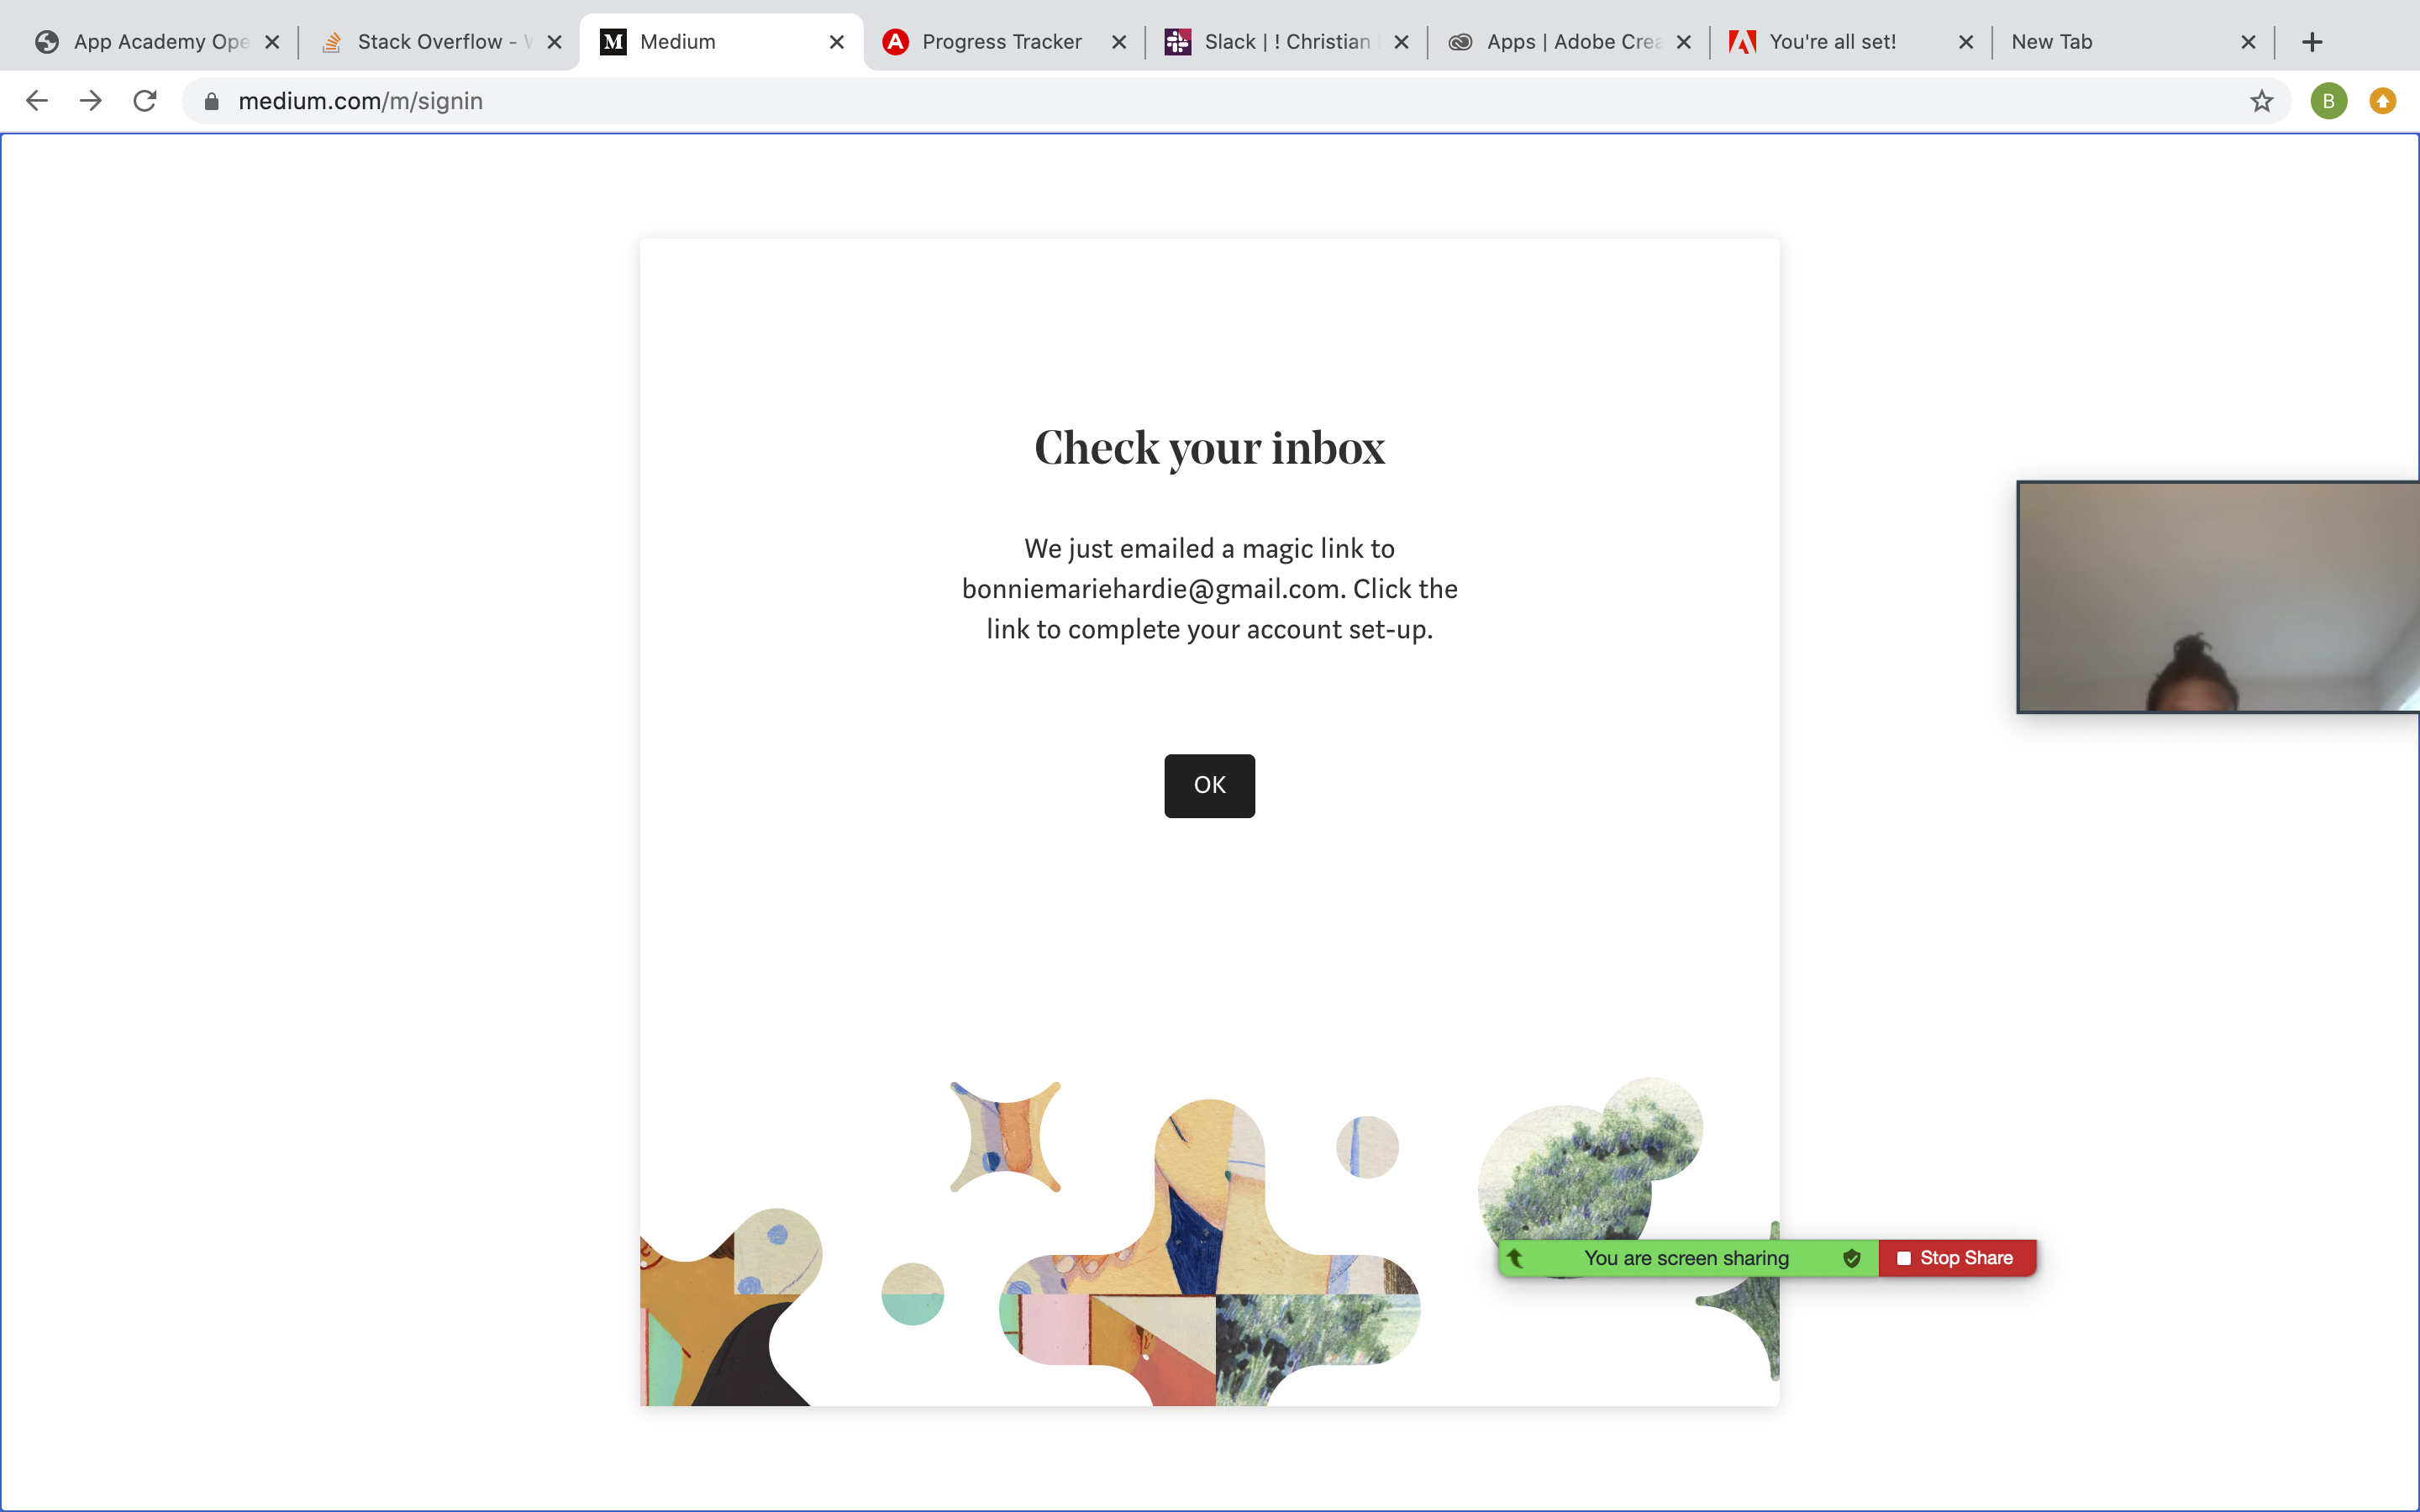 App Academy Ope
Stack Overflow - W
M Medium
A Progress Tracker
Slack | ! Christian
Apps | Adobe Crea
You're all set!
New Tab
medium.com/m/signin
B
Check your inbox
We just emailed a magic link to
bonniemariehardie@gmail.com. Click the
link to complete your account set-up.
OK
You are screen sharing
Stop Share